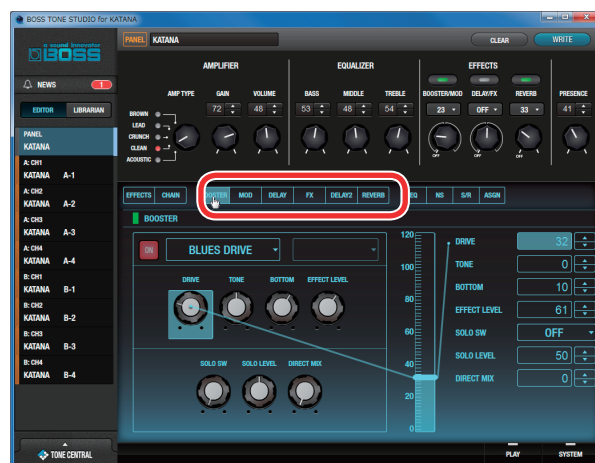 BOSS TONE STUDIO for KATANA
a sound innovator
BOSS
PANEL KATANA
CLEAR WRITE
NEWS 1
EDITOR LIBRARIAN
PANEL
KATANA
A: CH1
KATANA A-1
A: CH2
KATANA A-2
A: CH3
KATANA A-3
A: CH4
KATANA A-4
B: CH1
KATANA B-1
B: CH2
KATANA B-2
B: CH3
KATANA B-3
B: CH4
KATANA B-4
TONE CENTRAL
AMPLIFIER EQUALIZER EFFECTS
AMP TYPE GAIN VOLUME BASS MIDDLE TREBLE BOOSTER/MOD DELAY/FX REVERB PRESENCE
72 48 53 48 54 23 OFF 33 41
BROWN
LEAD
CRUNCH
CLEAN
ACOUSTIC
OFF OFF OFF
EFFECTS CHAIN BOOSTER MOD DELAY FX DELAY2 REVERB EQ NS S/R ASGN
BOOSTER
ON BLUES DRIVE
DRIVE TONE BOTTOM EFFECT LEVEL
SOLO SW SOLO LEVEL DIRECT MIX
120
100
80
60
40
20
0
DRIVE 32
TONE 0
BOTTOM 10
EFFECT LEVEL 61
SOLO SW OFF
SOLO LEVEL 50
DIRECT MIX 0
PLAY SYSTEM